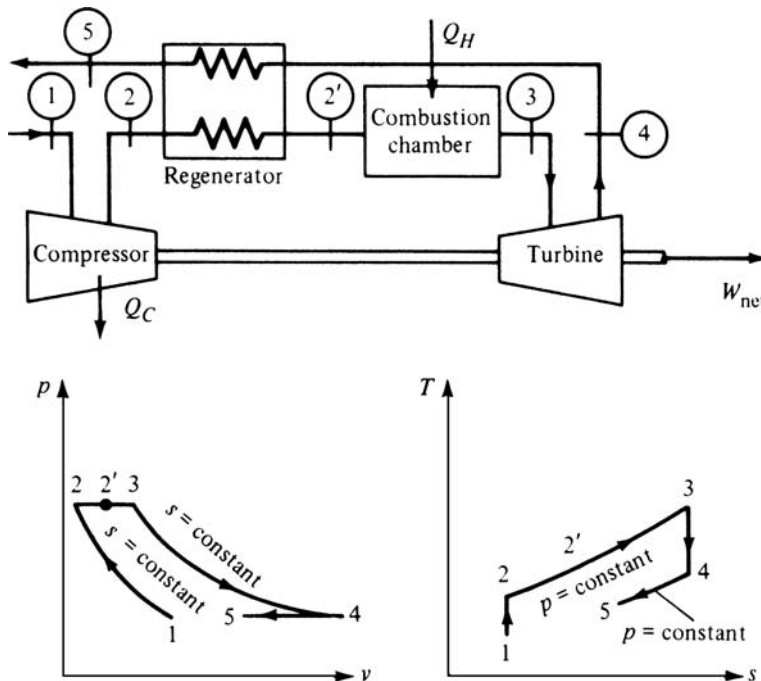 5
Q_H
1
2
2′
3
4
Combustion
chamber
Regenerator
Compressor
Turbine
Q_C
W_net
p
T
2 2′ 3
s = constant
s = constant
1
5
4
v
3
2′
2
p = constant
4
5
p = constant
1
s